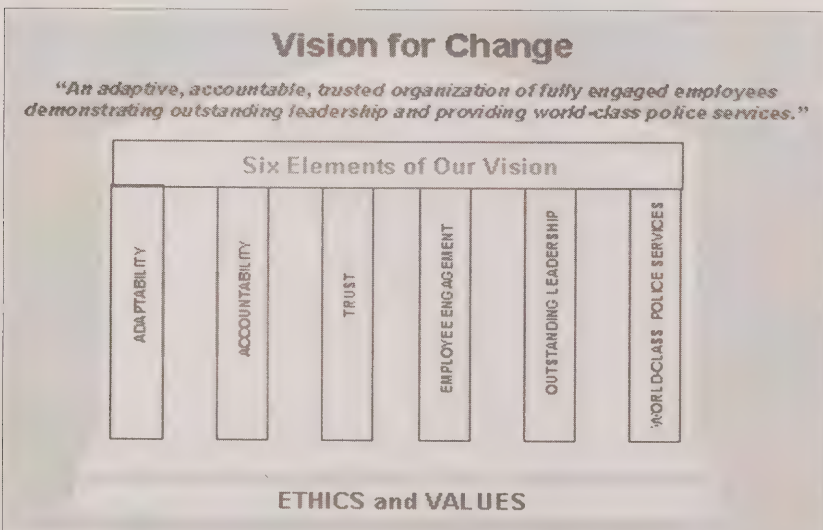 Vision for Change
“An adaptive, accountable, trusted organization of fully engaged employees
demonstrating outstanding leadership and providing world-class police services.”
Six Elements of Our Vision
ADAPTABILITY
ACCOUNTABILITY
TRUST
EMPLOYEE ENGAGEMENT
OUTSTANDING LEADERSHIP
WORLD-CLASS POLICE SERVICES
ETHICS and VALUES